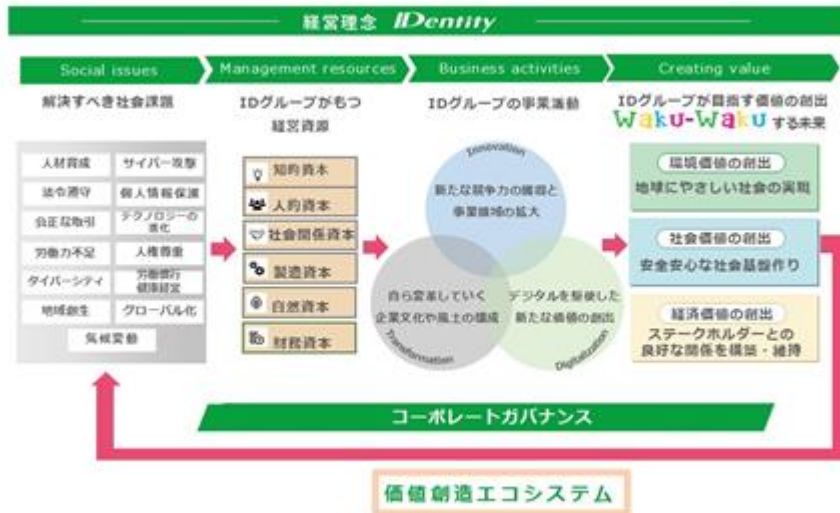 経営理念 IDentity
Social issues
Management resources
Business activities
Creating value
解決すべき社会課題
IDグループがもつ
経営資源
IDグループの事業活動
IDグループが目指す価値の創出
Waku-Waku する未来
人材育成
サイバー攻撃
法令遵守
個人情報保護
公正な取引
テクノロジーの
進化
労働力不足
人権尊重
ダイバーシティ
労働慣行
健康経営
地域創生
グローバル化
気候変動
知的資本
人的資本
社会関係資本
製造資本
自然資本
財務資本
Innovation
新たな競争力の獲得と
事業領域の拡大
自ら変革していく
企業文化や風土の醸成
Transformation
デジタルを駆使した
新たな価値の創出
Digitalization
環境価値の創出
地球にやさしい社会の実現
社会価値の創出
安全安心な社会基盤作り
経済価値の創出
ステークホルダーとの
良好な関係を構築・維持
コーポレートガバナンス
価値創造エコシステム